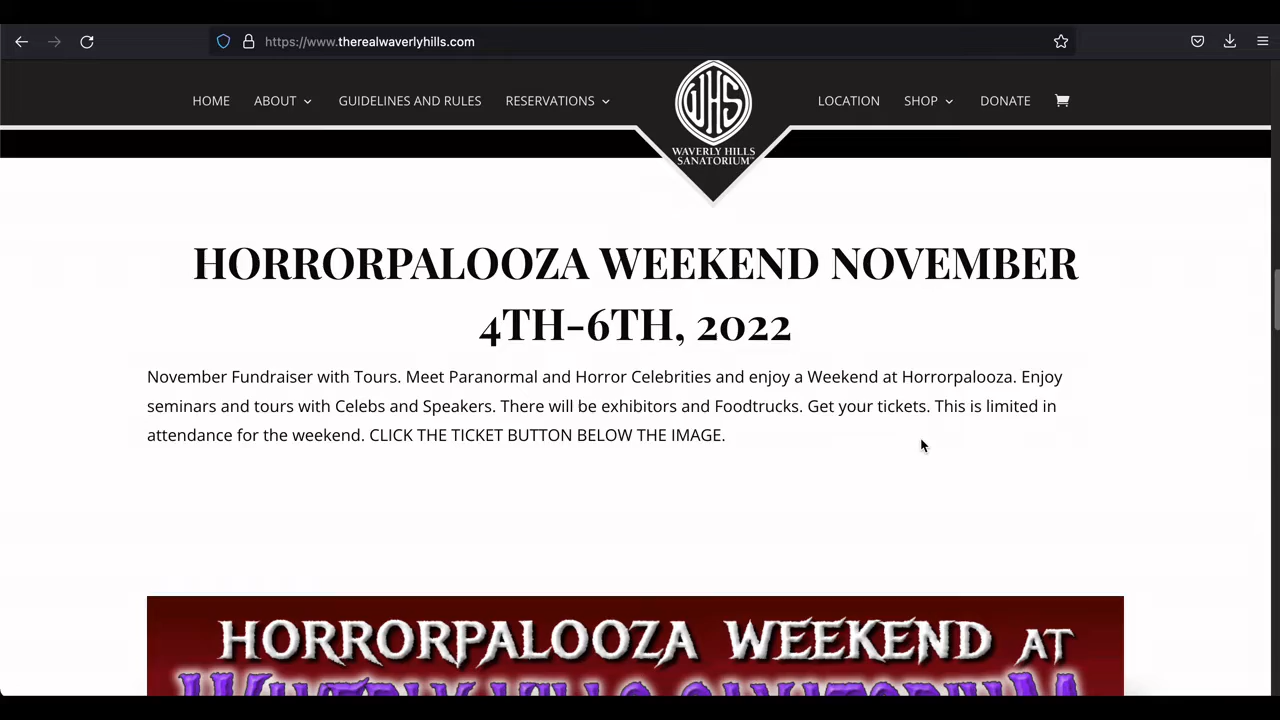 https://www.therealwaverlyhills.com
HOME ABOUT GUIDELINES AND RULES RESERVATIONS LOCATION SHOP DONATE
WHS
WAVERLY HILLS
SANATORIUM™
HORRORPALOOZA WEEKEND NOVEMBER
4TH-6TH, 2022
November Fundraiser with Tours. Meet Paranormal and Horror Celebrities and enjoy a Weekend at Horrorpalooza. Enjoy
seminars and tours with Celebs and Speakers. There will be exhibitors and Foodtrucks. Get your tickets. This is limited in
attendance for the weekend. CLICK THE TICKET BUTTON BELOW THE IMAGE.
HORRORPALOOZA WEEKEND AT
WAVERLY HILLS SANATORIUM